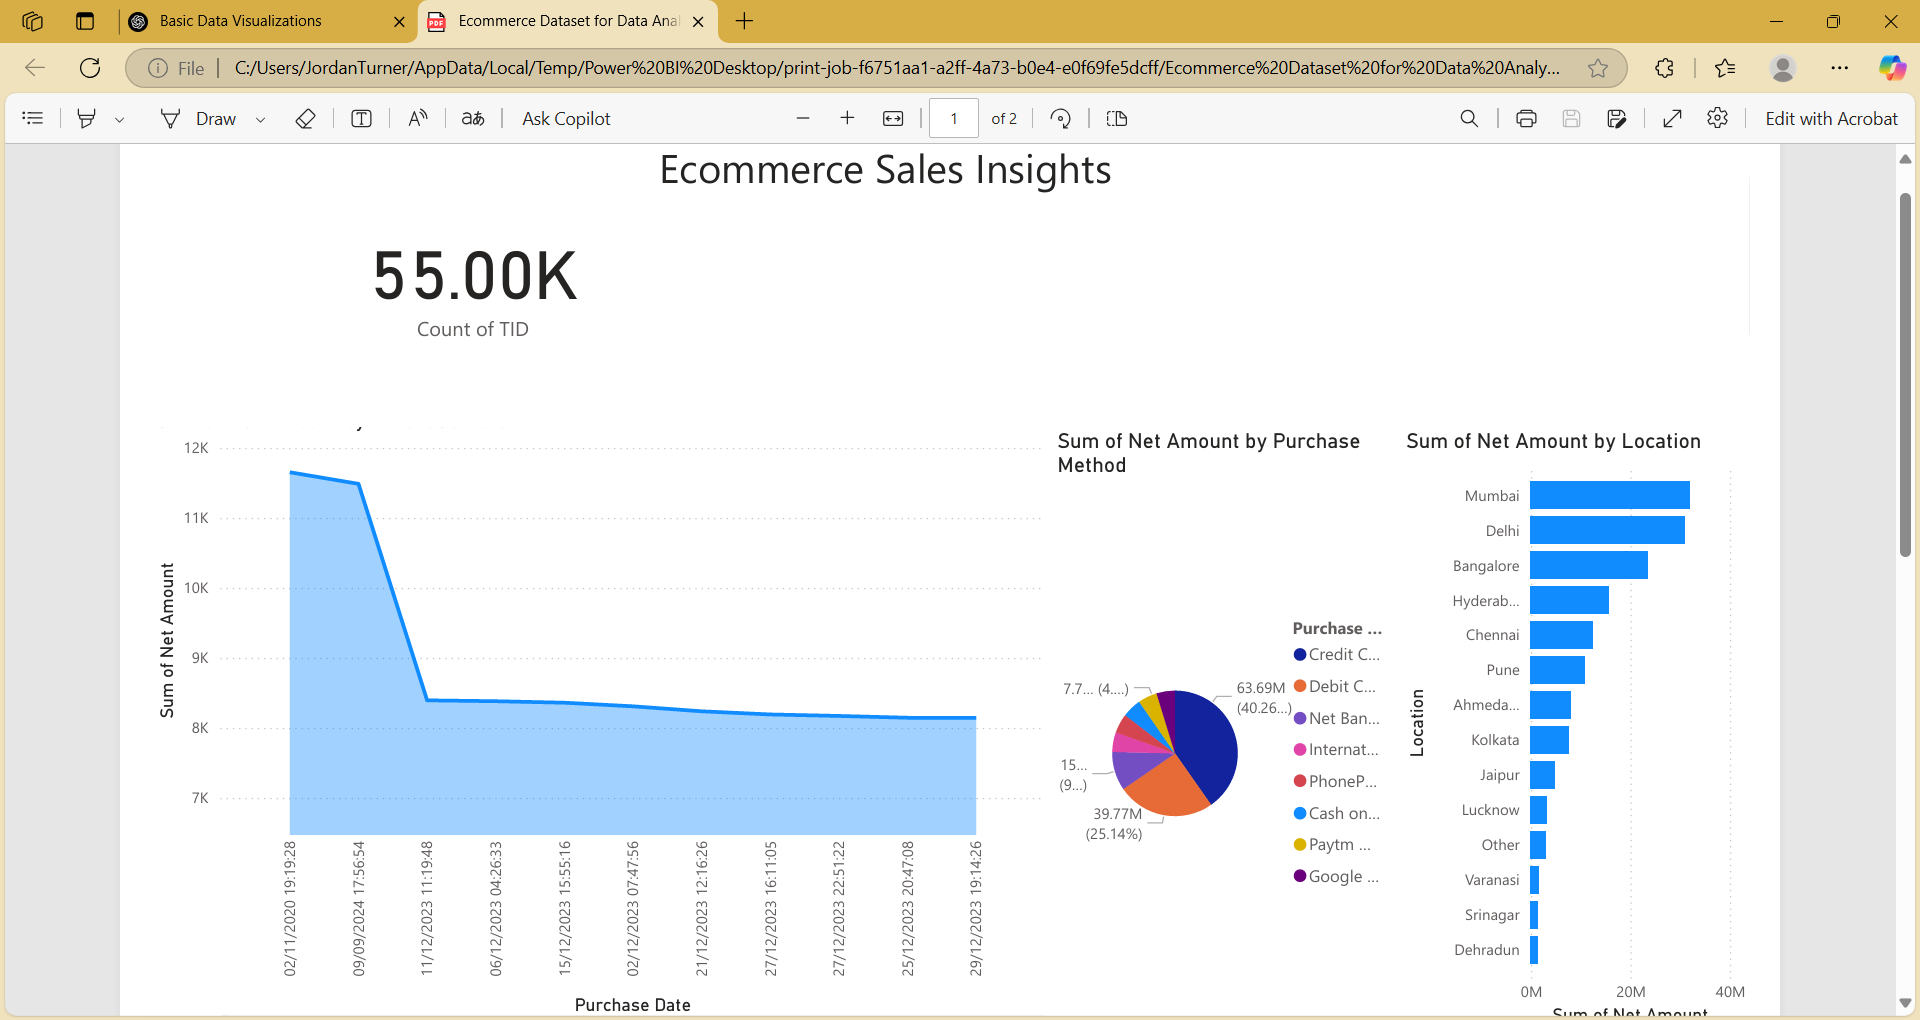 Basic Data Visualizations
Ecommerce Dataset for Data Anal
File
C:/Users/JordanTurner/AppData/Local/Temp/Power%20BI%20Desktop/print-job-f6751aa1-a2ff-4a73-b0e4-e0f69fe5dcff/Ecommerce%20Dataset%20for%20Data%20Analy...
Draw
Ask Copilot
1
of 2
Edit with Acrobat
Ecommerce Sales Insights
55.00K
Count of TID
12K
11K
10K
9K
8K
7K
Sum of Net Amount
02/11/2020 19:19:28
09/09/2024 17:56:54
11/12/2023 11:19:48
06/12/2023 04:26:33
15/12/2023 15:55:16
02/12/2023 07:47:56
21/12/2023 12:16:26
27/12/2023 16:11:05
27/12/2023 22:51:22
25/12/2023 20:47:08
29/12/2023 19:14:26
Purchase Date
Sum of Net Amount by Purchase
Method
7.7... (4....)
63.69M
(40.26...)
15...
(9...)
39.77M
(25.14%)
Purchase ...
Credit C...
Debit C...
Net Ban...
Internat...
PhoneP...
Cash on...
Paytm ...
Google ...
Sum of Net Amount by Location
Location
Mumbai
Delhi
Bangalore
Hyderab...
Chennai
Pune
Ahmeda...
Kolkata
Jaipur
Lucknow
Other
Varanasi
Srinagar
Dehradun
0M
20M
40M
Sum of Net Amount